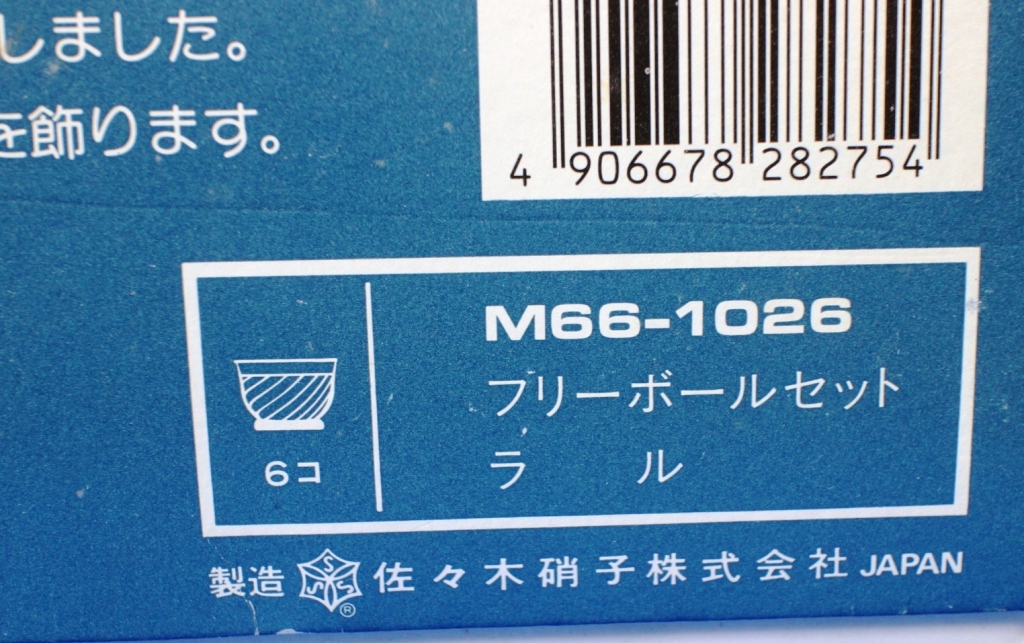 しました。
を飾ります。
4 906678 282754
M66-1026
フリーボールセット
ラル
6コ
製造 SSS ® 佐々木硝子株式会社 JAPAN